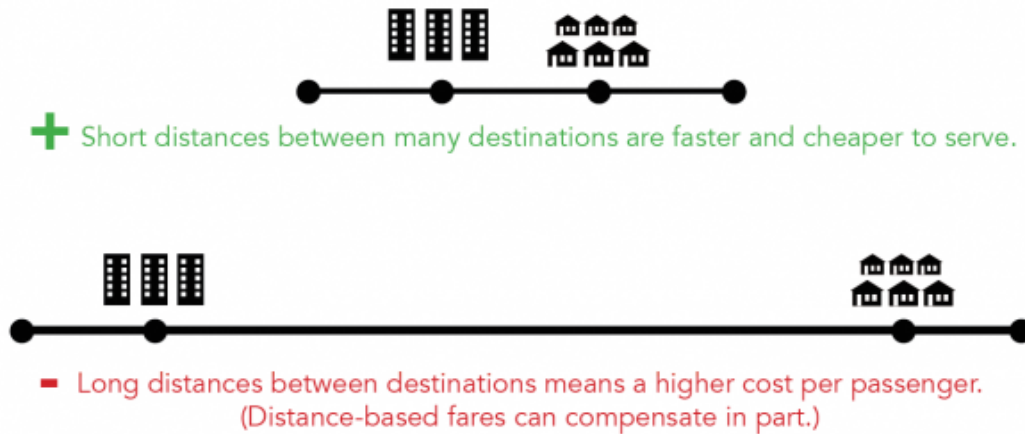 + Short distances between many destinations are faster and cheaper to serve.
- Long distances between destinations means a higher cost per passenger.
(Distance-based fares can compensate in part.)